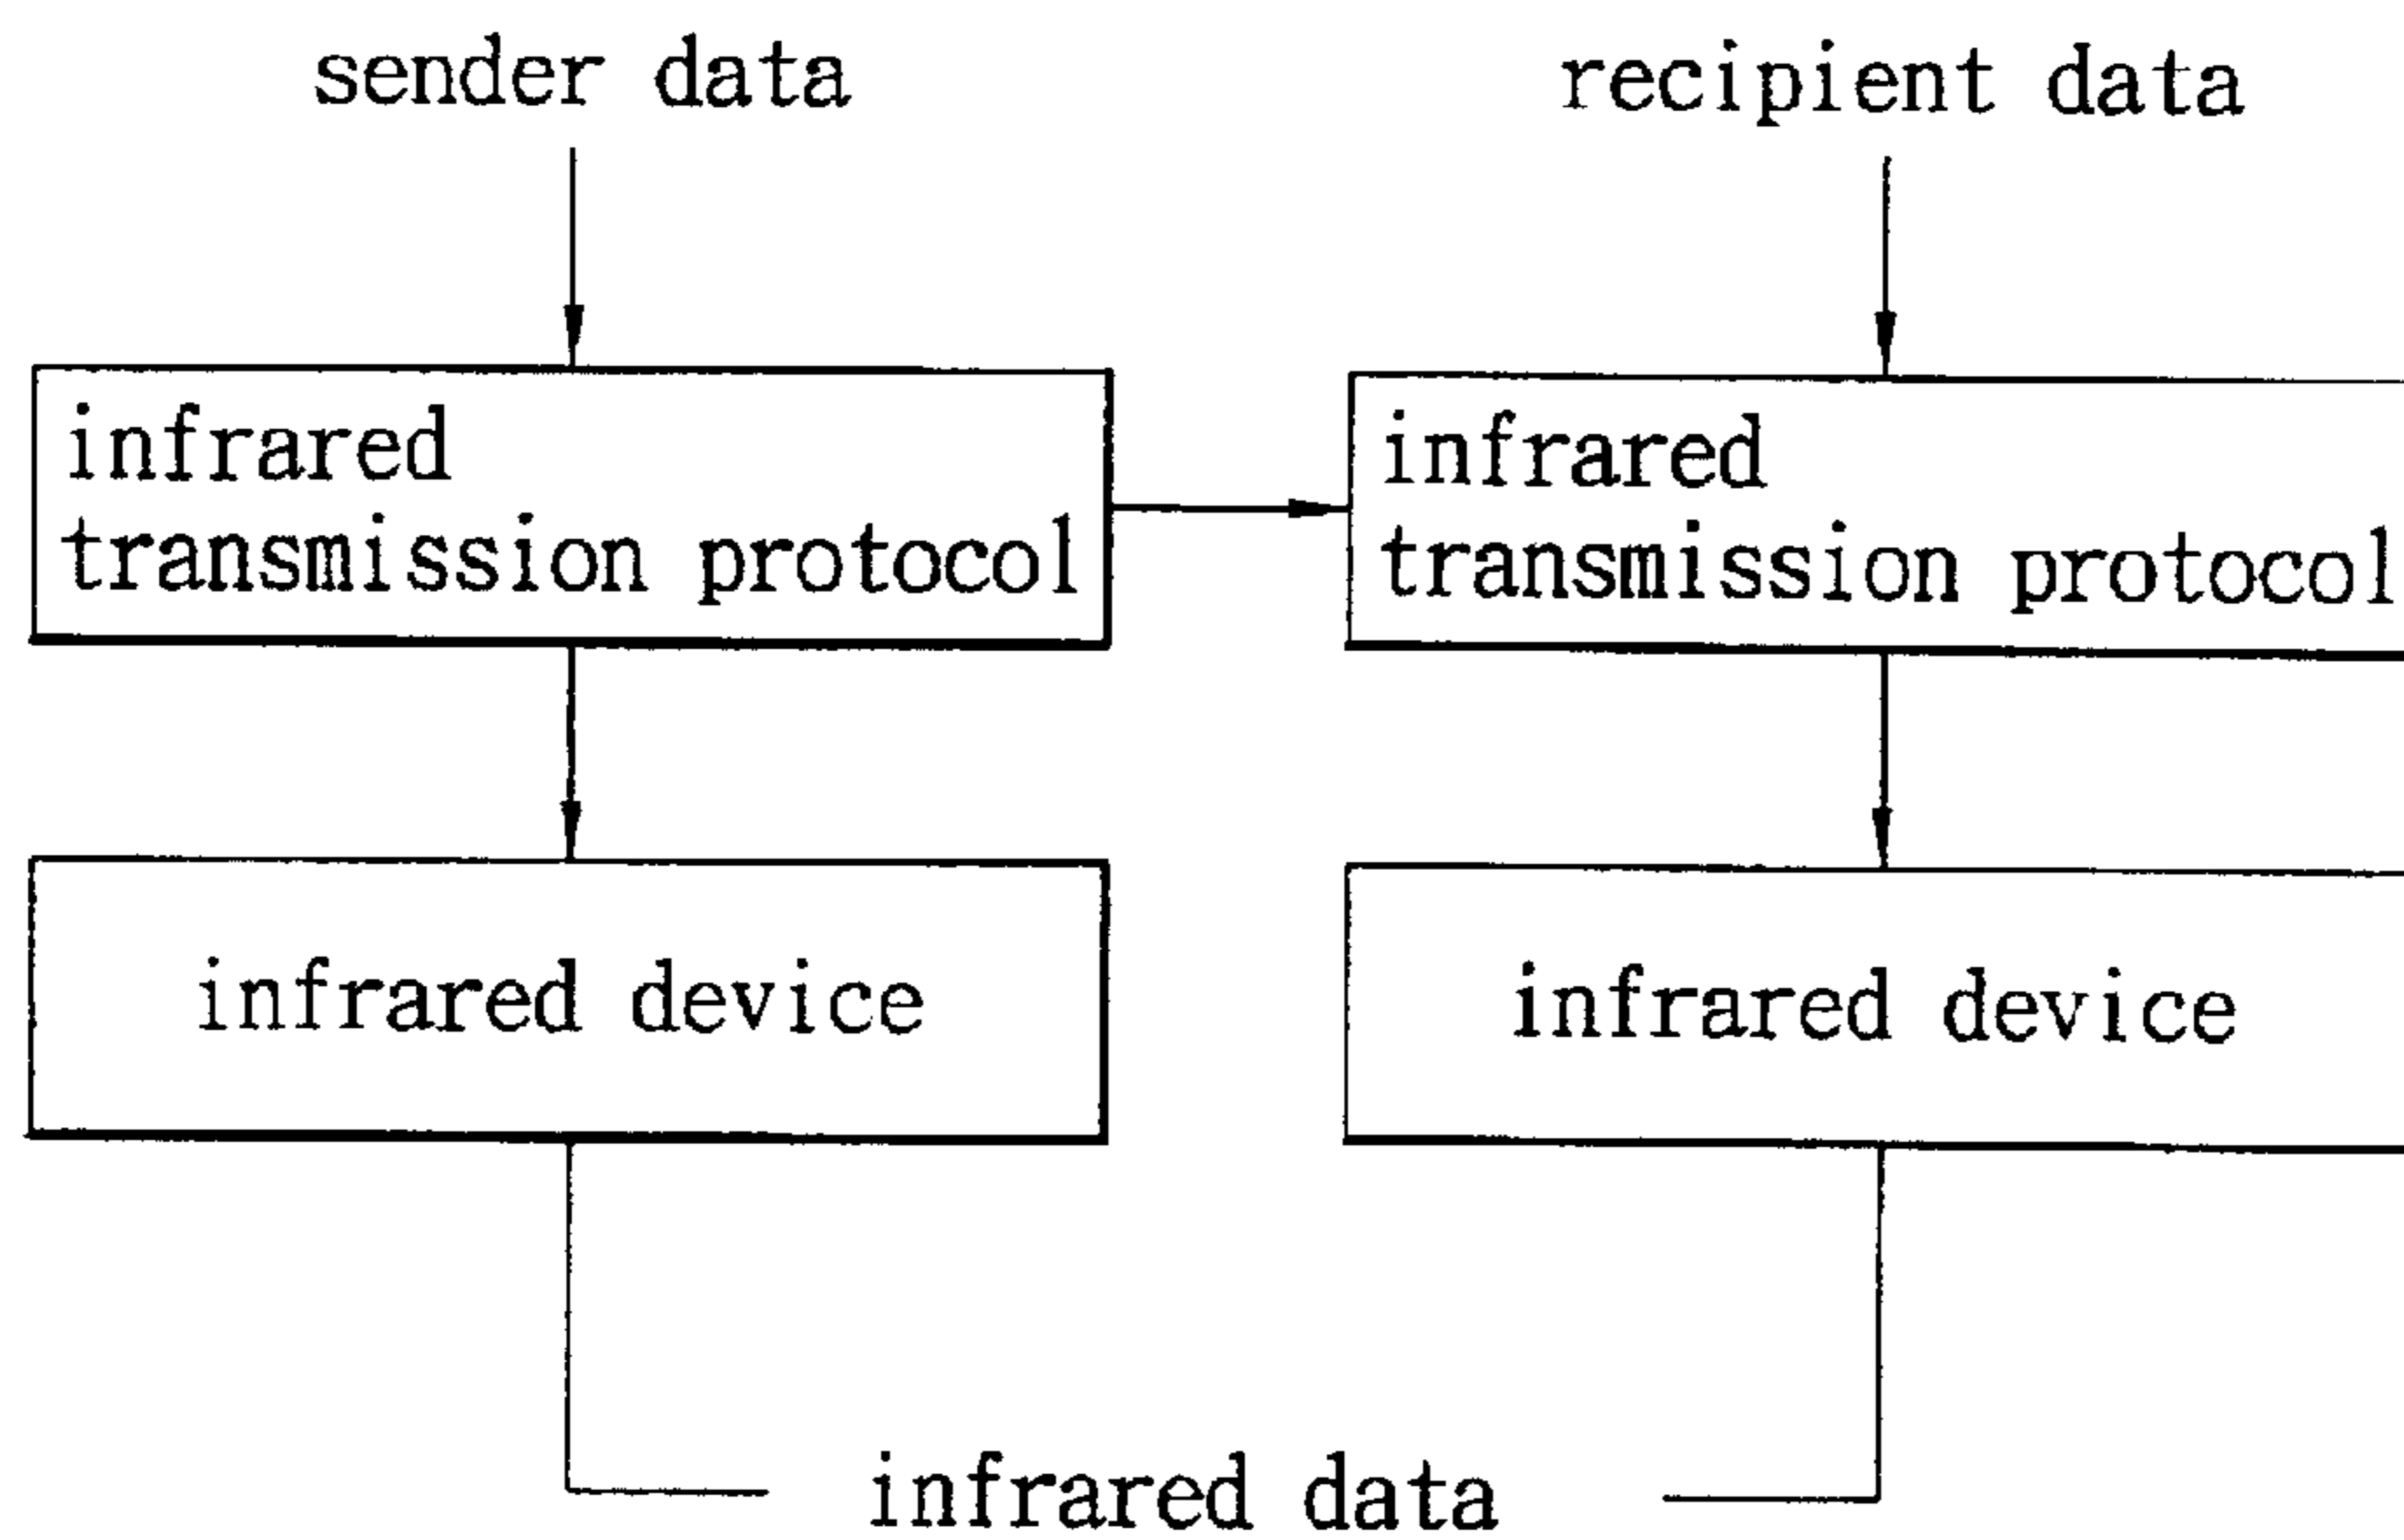 sender data
recipient data
infrared
transmission protocol
infrared
transmission protocol
infrared device
infrared device
infrared data